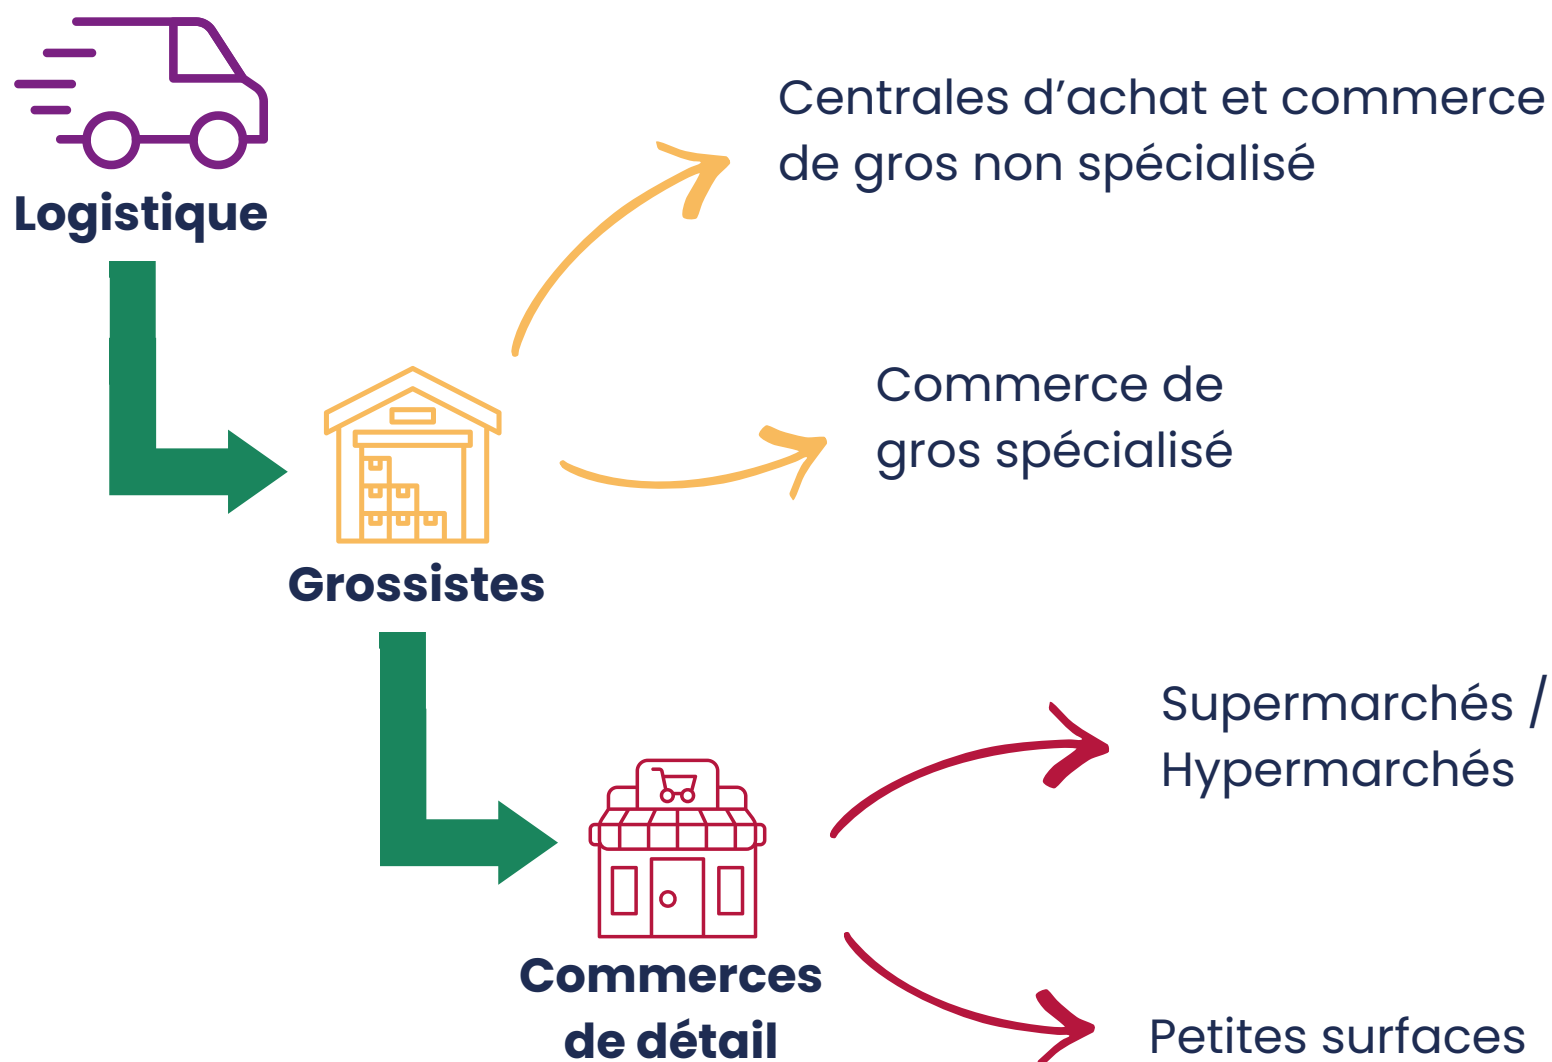 Centrales d’achat et commerce
de gros non spécialisé
Logistique
Commerce de
gros spécialisé
Grossistes
Supermarchés /
Hypermarchés
Commerces
de détail
Petites surfaces